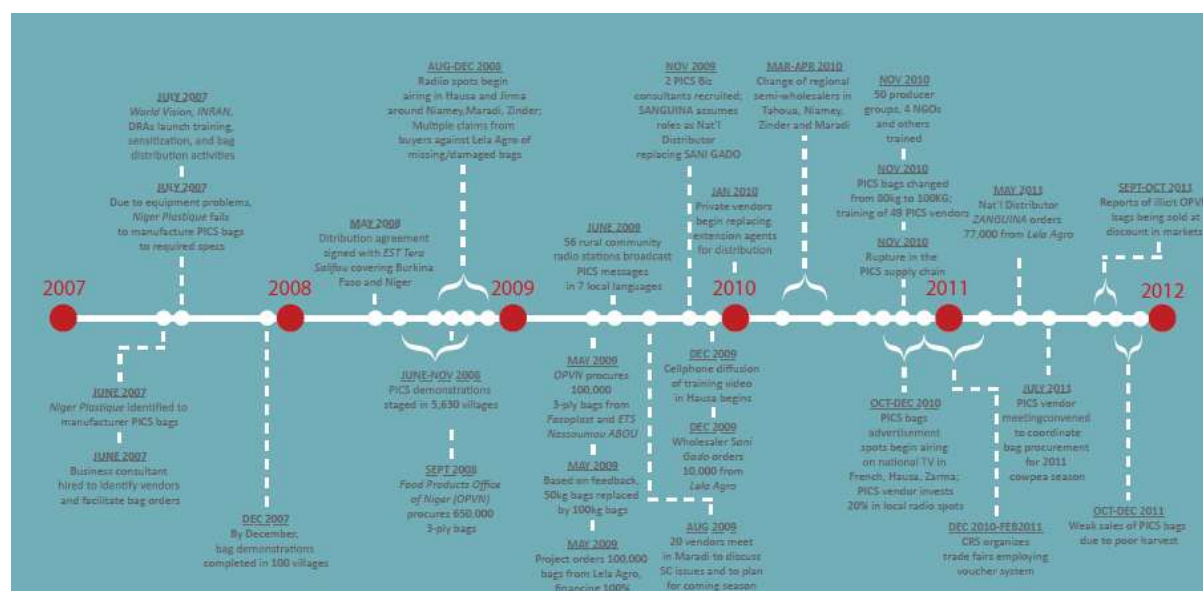 JULY 2007
World Vision, INRAN,
DRAs launch training,
sensitization, and bag
distribution activities
JULY 2007
Due to equipment problems,
Niger Plastique fails
to manufacture PICS bags
to required specs
MAY 2008
Ditribution agreement
signed with EST Tera
Salifou covering Burkina
Faso and Niger
AUG-DEC 2008
Radiio spots begin
airing in Hausa and Jirma
around Niamey,Maradi, Zinder;
Multiple claims from
buyers against Lela Agro of
missing/damaged bags
JUNE 2009
56 rural community
radio stations broadcast
PICS messages
in 7 local languages
NOV 2009
2 PICS Biz
consultants recruited;
SANGUINA assumes
roles as Nat'l
Distributor
replacing SANI GADO
JAN 2010
Private vendors
begin replacing
extension agents
for distribution
MAR-APR 2010
Change of regional
semi-wholesalers in
Tahoua, Niamey,
Zinder and Maradi
NOV 2010
50 producer
groups, 4 NGOs
and others
trained
NOV 2010
PICS bags changed
from 80kg to 100KG;
training of 49 PICS vendors
NOV 2010
Rupture in the
PICS supply chain
MAY 2011
Nat'l Distributor
ZANGUINA orders
77,000 from Lela Agro
SEPT-OCT 2011
Reports of illicit OPVN
bags being sold at
discount in markets
2007
2008
2009
2010
2011
2012
JUNE 2007
Niger Plastique identified to
manufacturer PICS bags
JUNE 2007
Business consultant
hired to identify vendors
and facilitate bag orders
DEC 2007
By December,
bag demonstrations
completed in 100 villages
JUNE-NOV 2008
PICS demonstrations
staged in 5,630 villages
SEPT 2008
Food Products Office
of Niger (OPVN)
procures 650,000
3-ply bags
MAY 2009
OPVN procures
100,000
3-ply bags from
Fasoplast and ETS
Nassoumou ABOU
MAY 2009
Based on feedback,
50kg bags replaced
by 100kg bags
MAY 2009
Project orders 100,000
bags from Lela Agro,
financing 100%
DEC 2009
Cellphone diffusion
of training video
in Hausa begins
DEC 2009
Wholesaler Sani
Gado orders
10,000 from
Lela Agro
AUG 2009
20 vendors meet
in Maradi to discuss
SC issues and to plan
for coming season
OCT-DEC 2010
PICS bags
advertisment
spots begin airing
on national TV in
French, Hausa, Zarma;
PICS vendor invests
20% in local radio spots
DEC 2010-FEB2011
CRS organizes
trade fairs employing
voucher system
JULY 2011
PICS vendor
meetingconvened
to coordinate
bag procurement
for 2011
cowpea season
OCT-DEC 2011
Weak sales of PICS bags
due to poor harvest